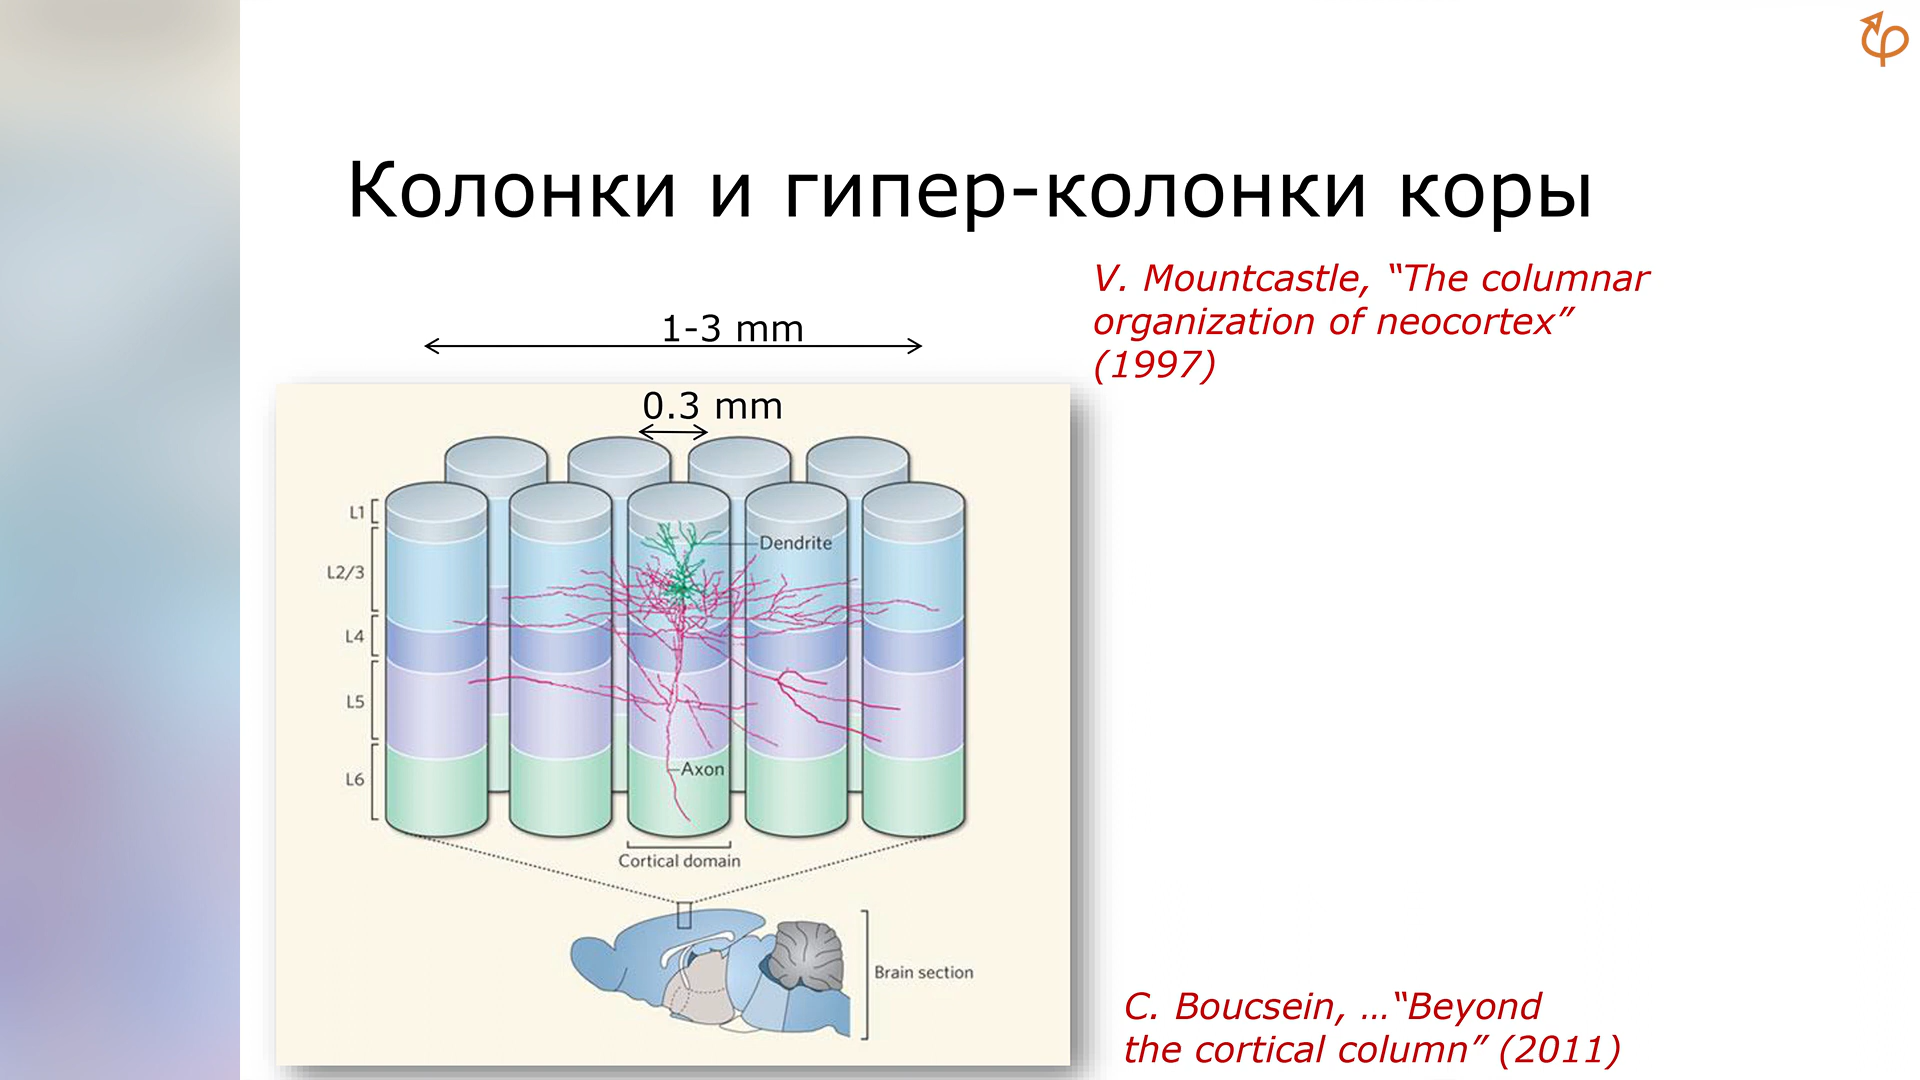 Колонки и гипер-колонки коры
V. Mountcastle, “The columnar
organization of neocortex”
(1997)
1-3 mm
0.3 mm
L1
Dendrite
L2/3
L4
L5
L6
Axon
Cortical domain
Brain section
C. Boucsein, …“Beyond
the cortical column” (2011)